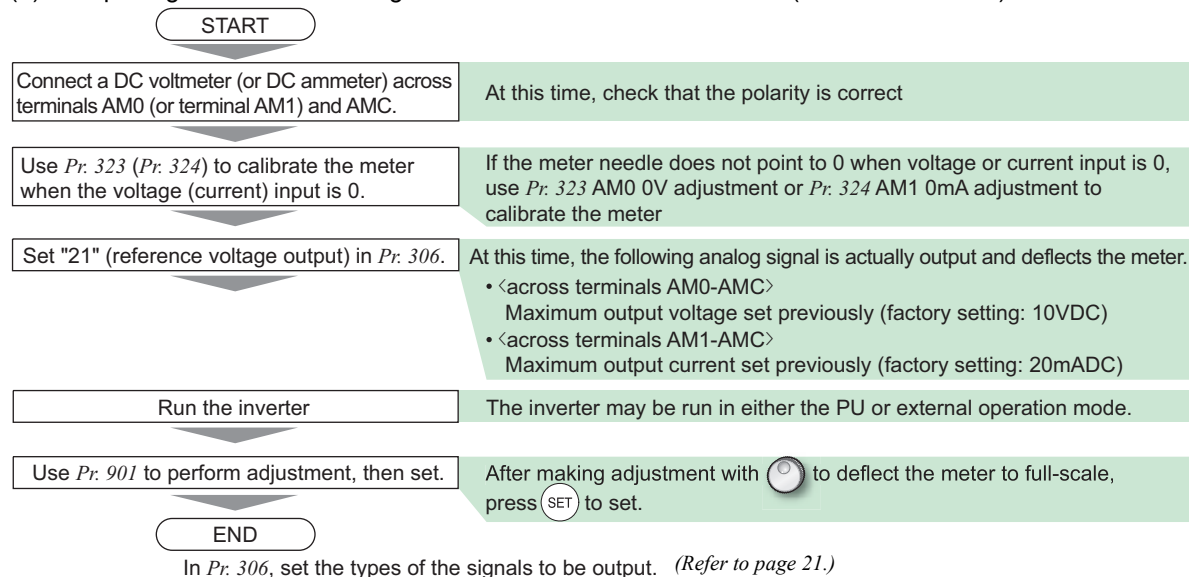 START
Connect a DC voltmeter (or DC ammeter) across
terminals AM0 (or terminal AM1) and AMC.
At this time, check that the polarity is correct
Use Pr. 323 (Pr. 324) to calibrate the meter
when the voltage (current) input is 0.
If the meter needle does not point to 0 when voltage or current input is 0,
use Pr. 323 AM0 0V adjustment or Pr. 324 AM1 0mA adjustment to
calibrate the meter
Set "21" (reference voltage output) in Pr. 306.
At this time, the following analog signal is actually output and deflects the meter.
• <across terminals AM0-AMC>
Maximum output voltage set previously (factory setting: 10VDC)
• <across terminals AM1-AMC>
Maximum output current set previously (factory setting: 20mADC)
Run the inverter
The inverter may be run in either the PU or external operation mode.
Use Pr. 901 to perform adjustment, then set.
After making adjustment with to deflect the meter to full-scale,
press SET to set.
END
In Pr. 306, set the types of the signals to be output. (Refer to page 21.)